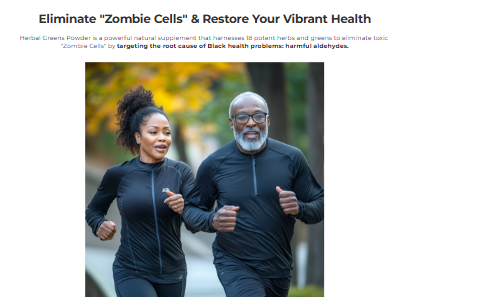 Eliminate "Zombie Cells" & Restore Your Vibrant Health
Herbal Greens Powder is a powerful natural supplement that harnesses 18 potent herbs and greens to eliminate toxic
"Zombie Cells" by targeting the root cause of Black health problems: harmful aldehydes.